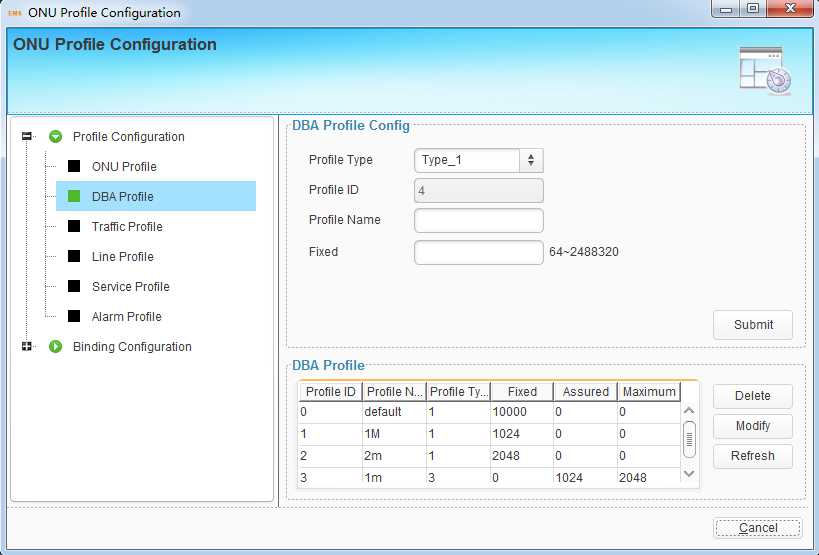 EMS ONU Profile Configuration
ONU Profile Configuration
Profile Configuration
ONU Profile
DBA Profile
Traffic Profile
Line Profile
Service Profile
Alarm Profile
Binding Configuration
DBA Profile Config
Profile Type Type_1
Profile ID 4
Profile Name
Fixed 64~2488320
Submit
DBA Profile
Profile ID Profile N... Profile Ty... Fixed Assured Maximum
0 default 1 10000 0 0
1 1M 1 1024 0 0
2 2m 1 2048 0 0
3 1m 3 0 1024 2048
Delete
Modify
Refresh
Cancel